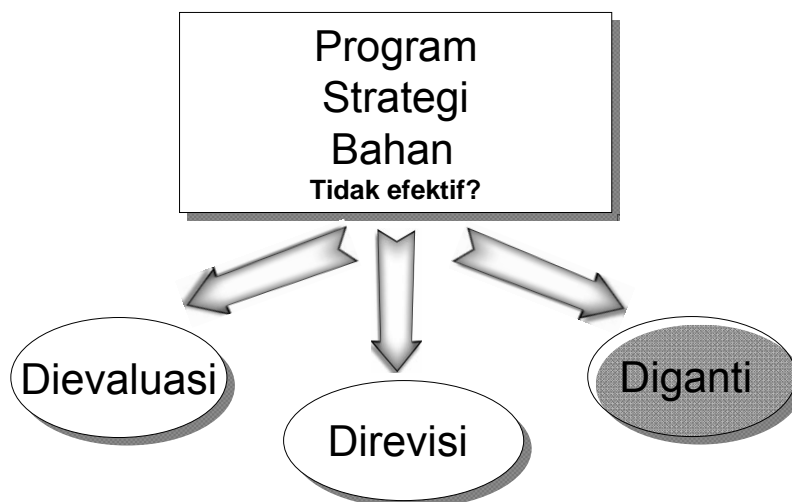 Program
Strategi
Bahan
Tidak efektif?
Dievaluasi
Direvisi
Diganti